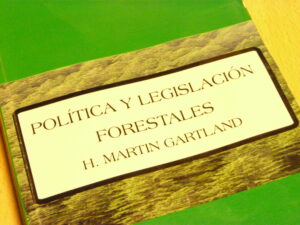 POLÍTICA Y LEGISLACIÓN
FORESTALES
H. MARTIN GARTLAND